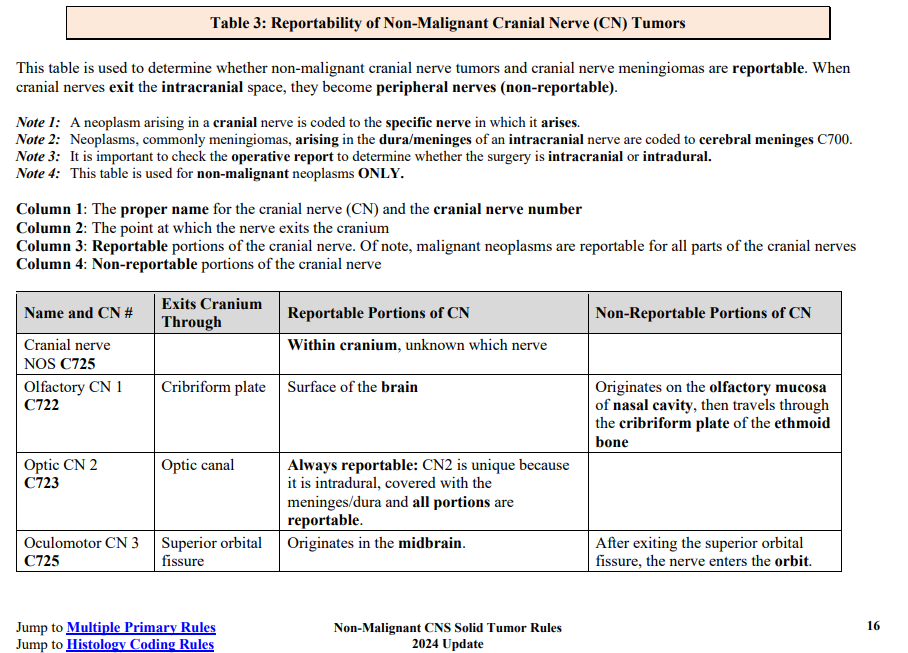 Table 3: Reportability of Non-Malignant Cranial Nerve (CN) Tumors
This table is used to determine whether non-malignant cranial nerve tumors and cranial nerve meningiomas are reportable. When
cranial nerves exit the intracranial space, they become peripheral nerves (non-reportable).
Note 1: A neoplasm arising in a cranial nerve is coded to the specific nerve in which it arises.
Note 2: Neoplasms, commonly meningiomas, arising in the dura/meninges of an intracranial nerve are coded to cerebral meninges C700.
Note 3: It is important to check the operative report to determine whether the surgery is intracranial or intradural.
Note 4: This table is used for non-malignant neoplasms ONLY.
Column 1: The proper name for the cranial nerve (CN) and the cranial nerve number
Column 2: The point at which the nerve exits the cranium
Column 3: Reportable portions of the cranial nerve. Of note, malignant neoplasms are reportable for all parts of the cranial nerves
Column 4: Non-reportable portions of the cranial nerve
Name and CN #
Exits Cranium
Through
Reportable Portions of CN
Non-Reportable Portions of CN
Cranial nerve
NOS C725
Within cranium, unknown which nerve
Olfactory CN 1
C722
Cribriform plate
Surface of the brain
Originates on the olfactory mucosa
of nasal cavity, then travels through
the cribriform plate of the ethmoid
bone
Optic CN 2
C723
Optic canal
Always reportable: CN2 is unique because
it is intradural, covered with the
meninges/dura and all portions are
reportable.
Oculomotor CN 3
C725
Superior orbital
fissure
Originates in the midbrain.
After exiting the superior orbital
fissure, the nerve enters the orbit.
Jump to Multiple Primary Rules
Jump to Histology Coding Rules
Non-Malignant CNS Solid Tumor Rules
2024 Update
16